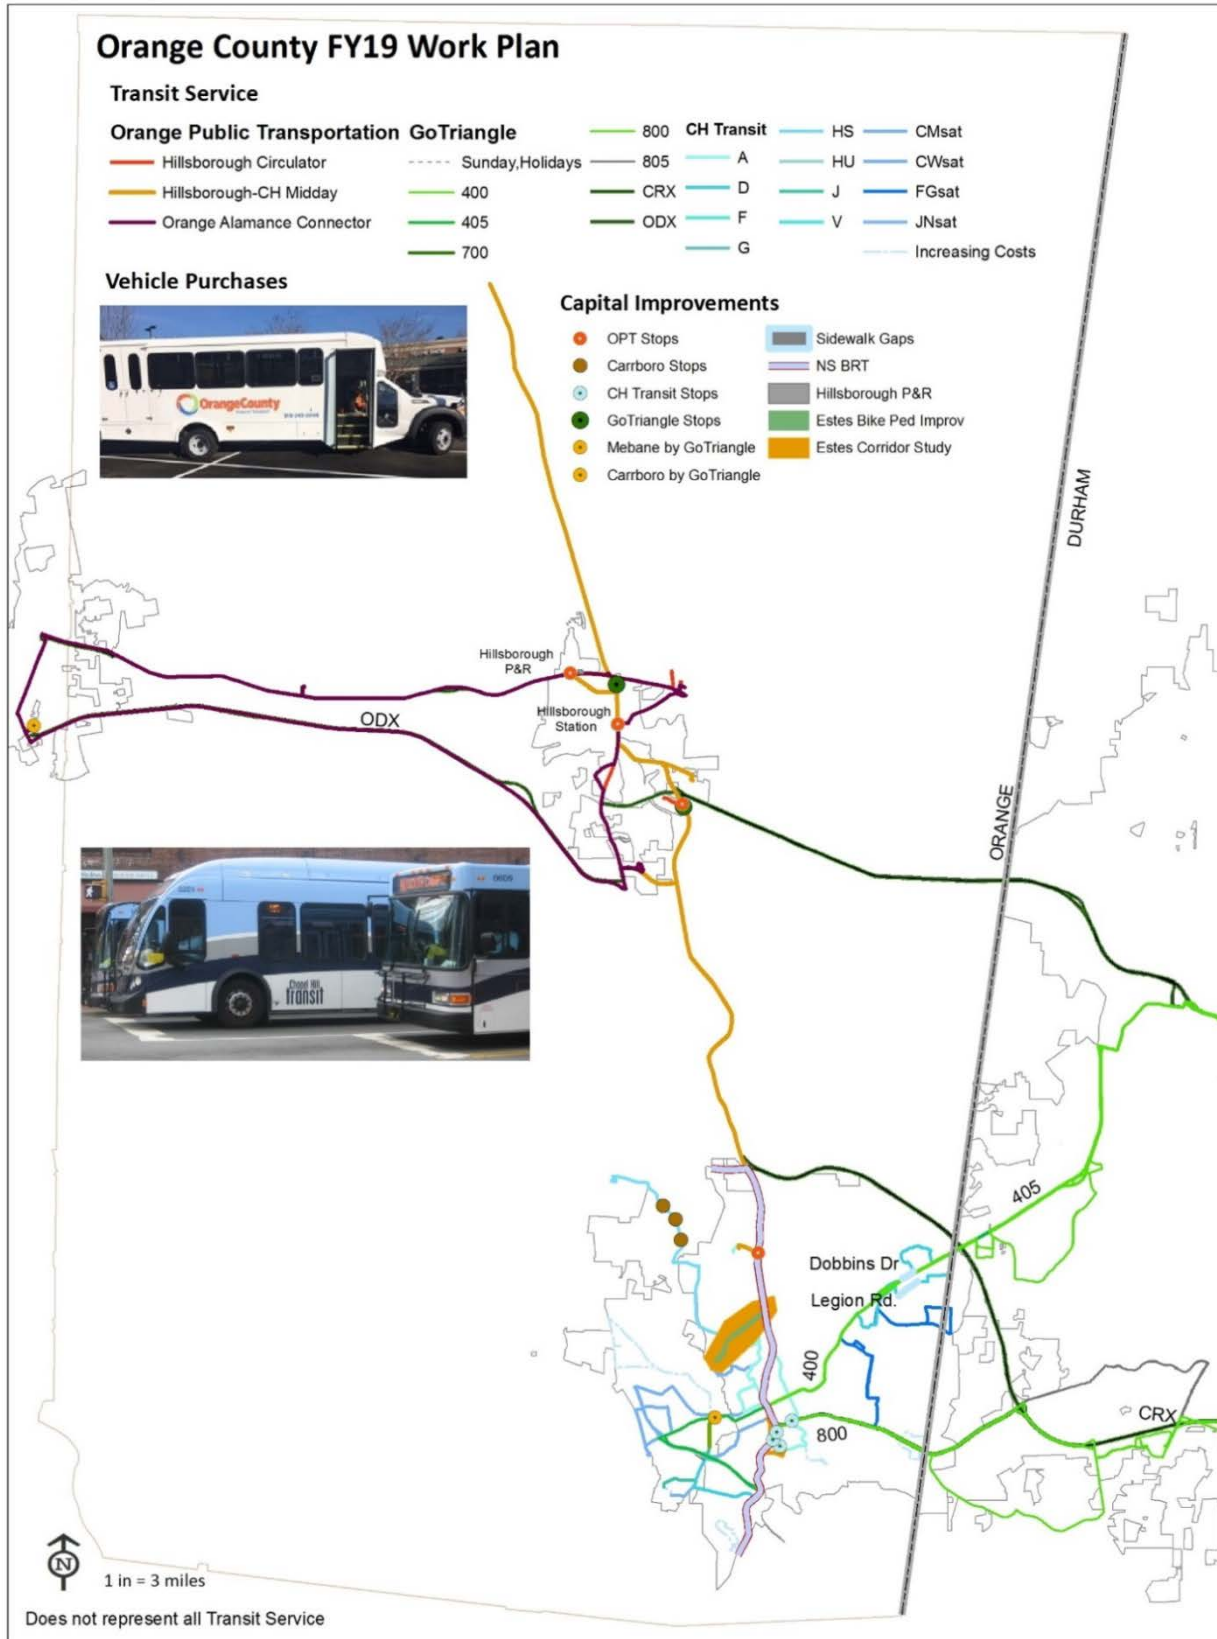 Orange County FY19 Work Plan
Transit Service
Orange Public Transportation
Hillsborough Circulator
Hillsborough-CH Midday
Orange Alamance Connector
GoTriangle
Sunday,Holidays
400
405
700
800
805
CRX
ODX
CH Transit
A
D
F
G
HS
HU
J
V
CMsat
CWsat
FGsat
JNsat
Increasing Costs
Vehicle Purchases
OrangeCounty
Capital Improvements
OPT Stops
Carrboro Stops
CH Transit Stops
GoTriangle Stops
Mebane by GoTriangle
Carrboro by GoTriangle
Sidewalk Gaps
NS BRT
Hillsborough P&R
Estes Bike Ped Improv
Estes Corridor Study
DURHAM
Hillsborough
P&R
Hillsborough
Station
ODX
ORANGE
Chapel Hill
transit
405
Dobbins Dr
Legion Rd.
400
800
CRX
N
1 in = 3 miles
Does not represent all Transit Service